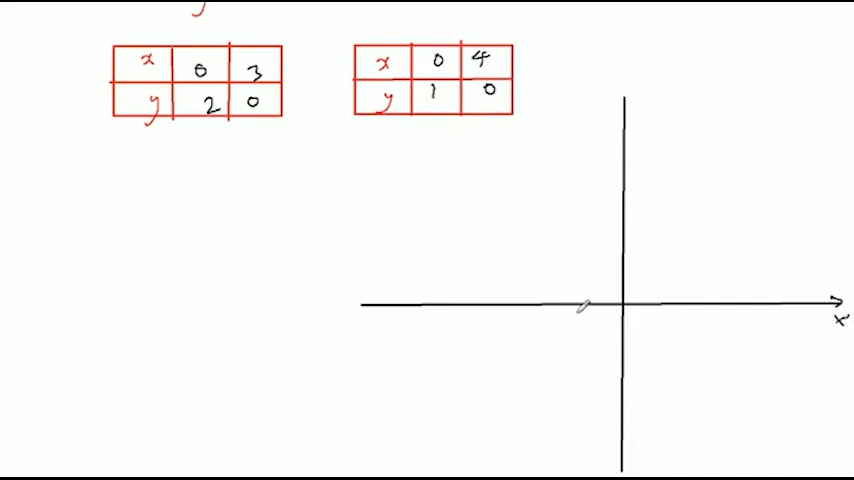 x 0 3
y 2 0
x 0 4
y 1 0
x